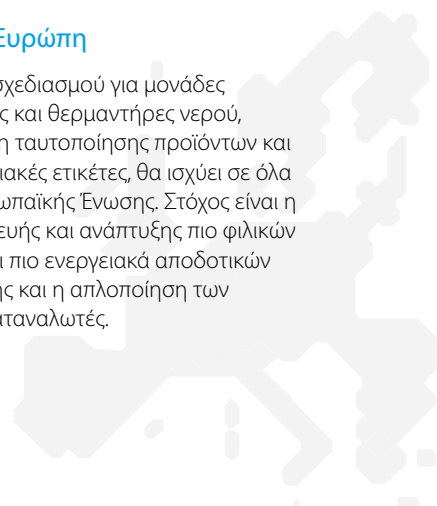 Ευρώπη
σχεδιασμού για μονάδες
ς και θερμαντήρες νερού,
η ταυτοποίησης προϊόντων και
ιακές ετικέτες, θα ισχύει σε όλα
ωπαϊκής Ένωσης. Στόχος είναι η
ευής και ανάπτυξης πιο φιλικών
ι πιο ενεργειακά αποδοτικών
ης και η απλοποίηση των
αταναλωτές.